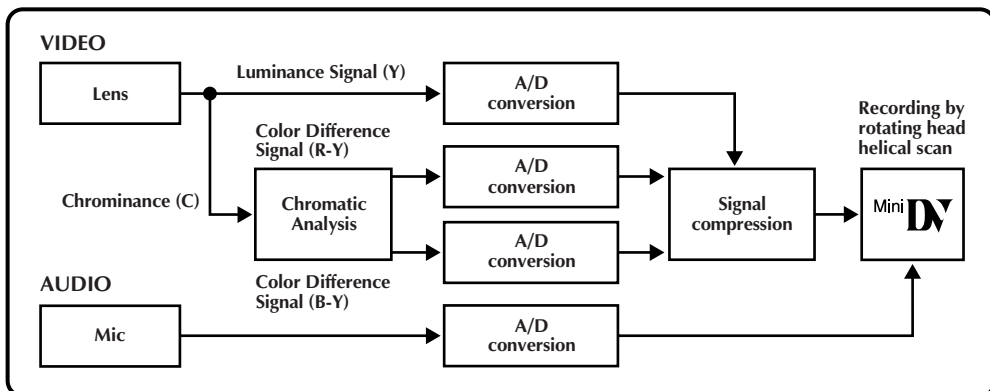 VIDEO
Lens
Luminance Signal (Y)
A/D
conversion
Recording by
rotating head
helical scan
Color Difference
Signal (R-Y)
A/D
conversion
Chrominance (C)
Chromatic
Analysis
Signal
compression
Mini DV
A/D
conversion
Color Difference
Signal (B-Y)
AUDIO
Mic
A/D
conversion